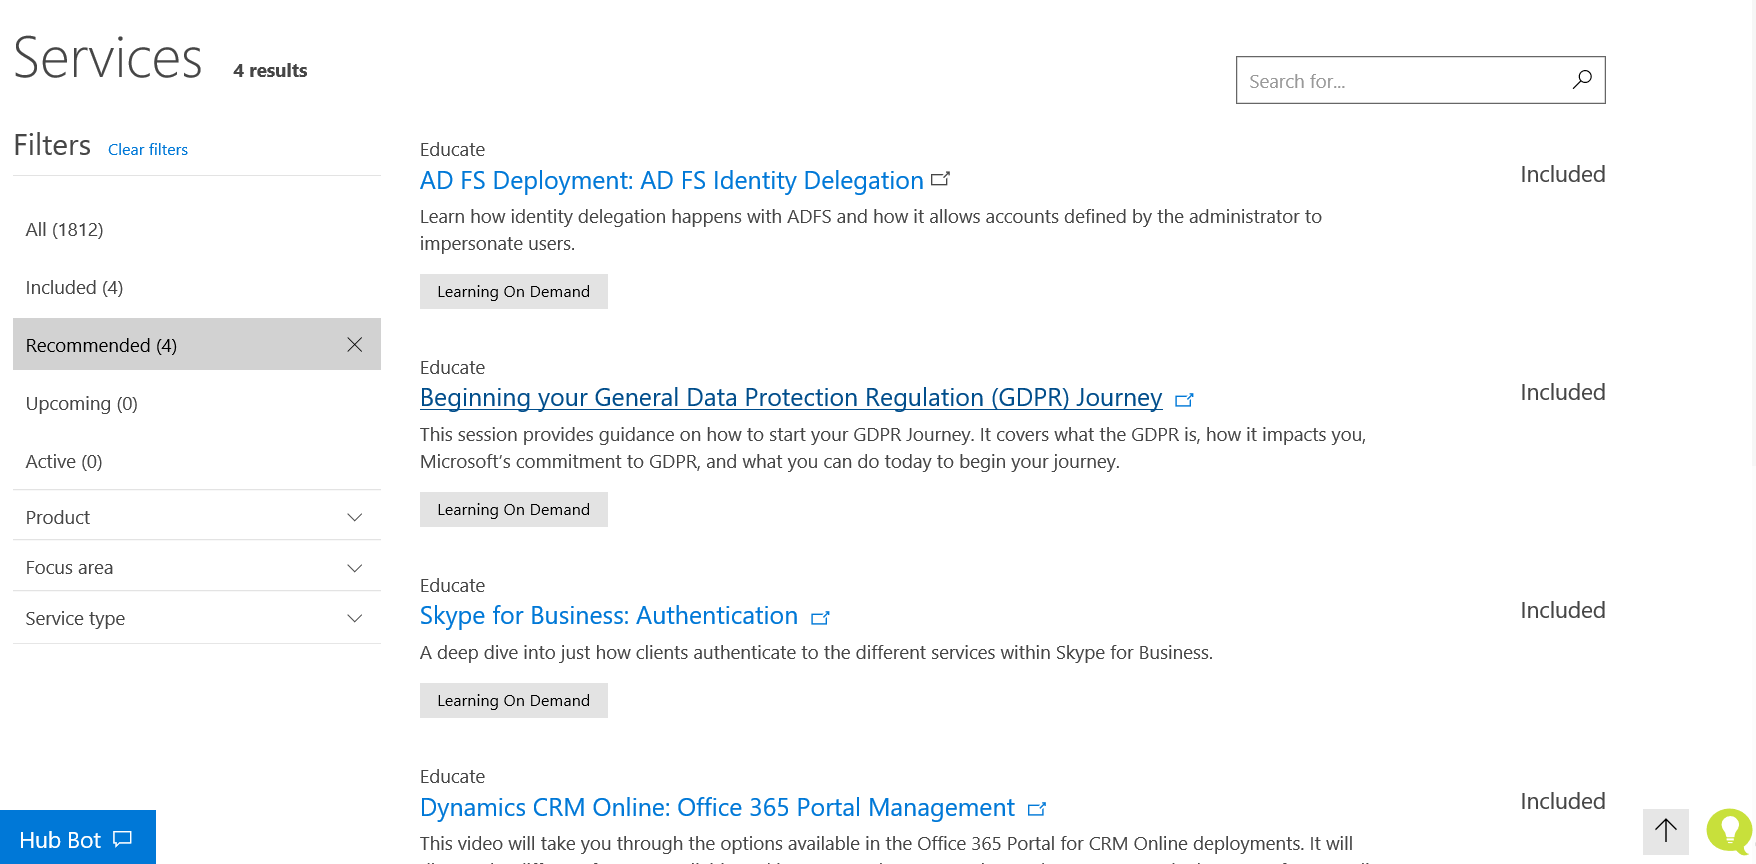 Services 4 results
Search for...
Filters Clear filters
All (1812)
Included (4)
Recommended (4)
Upcoming (0)
Active (0)
Product
Focus area
Service type
Educate
AD FS Deployment: AD FS Identity Delegation
Included
Learn how identity delegation happens with ADFS and how it allows accounts defined by the administrator to
impersonate users.
Learning On Demand
Educate
Beginning your General Data Protection Regulation (GDPR) Journey
Included
This session provides guidance on how to start your GDPR Journey. It covers what the GDPR is, how it impacts you,
Microsoft's commitment to GDPR, and what you can do today to begin your journey.
Learning On Demand
Educate
Skype for Business: Authentication
Included
A deep dive into just how clients authenticate to the different services within Skype for Business.
Learning On Demand
Educate
Dynamics CRM Online: Office 365 Portal Management
Included
This video will take you through the options available in the Office 365 Portal for CRM Online deployments. It will
Hub Bot